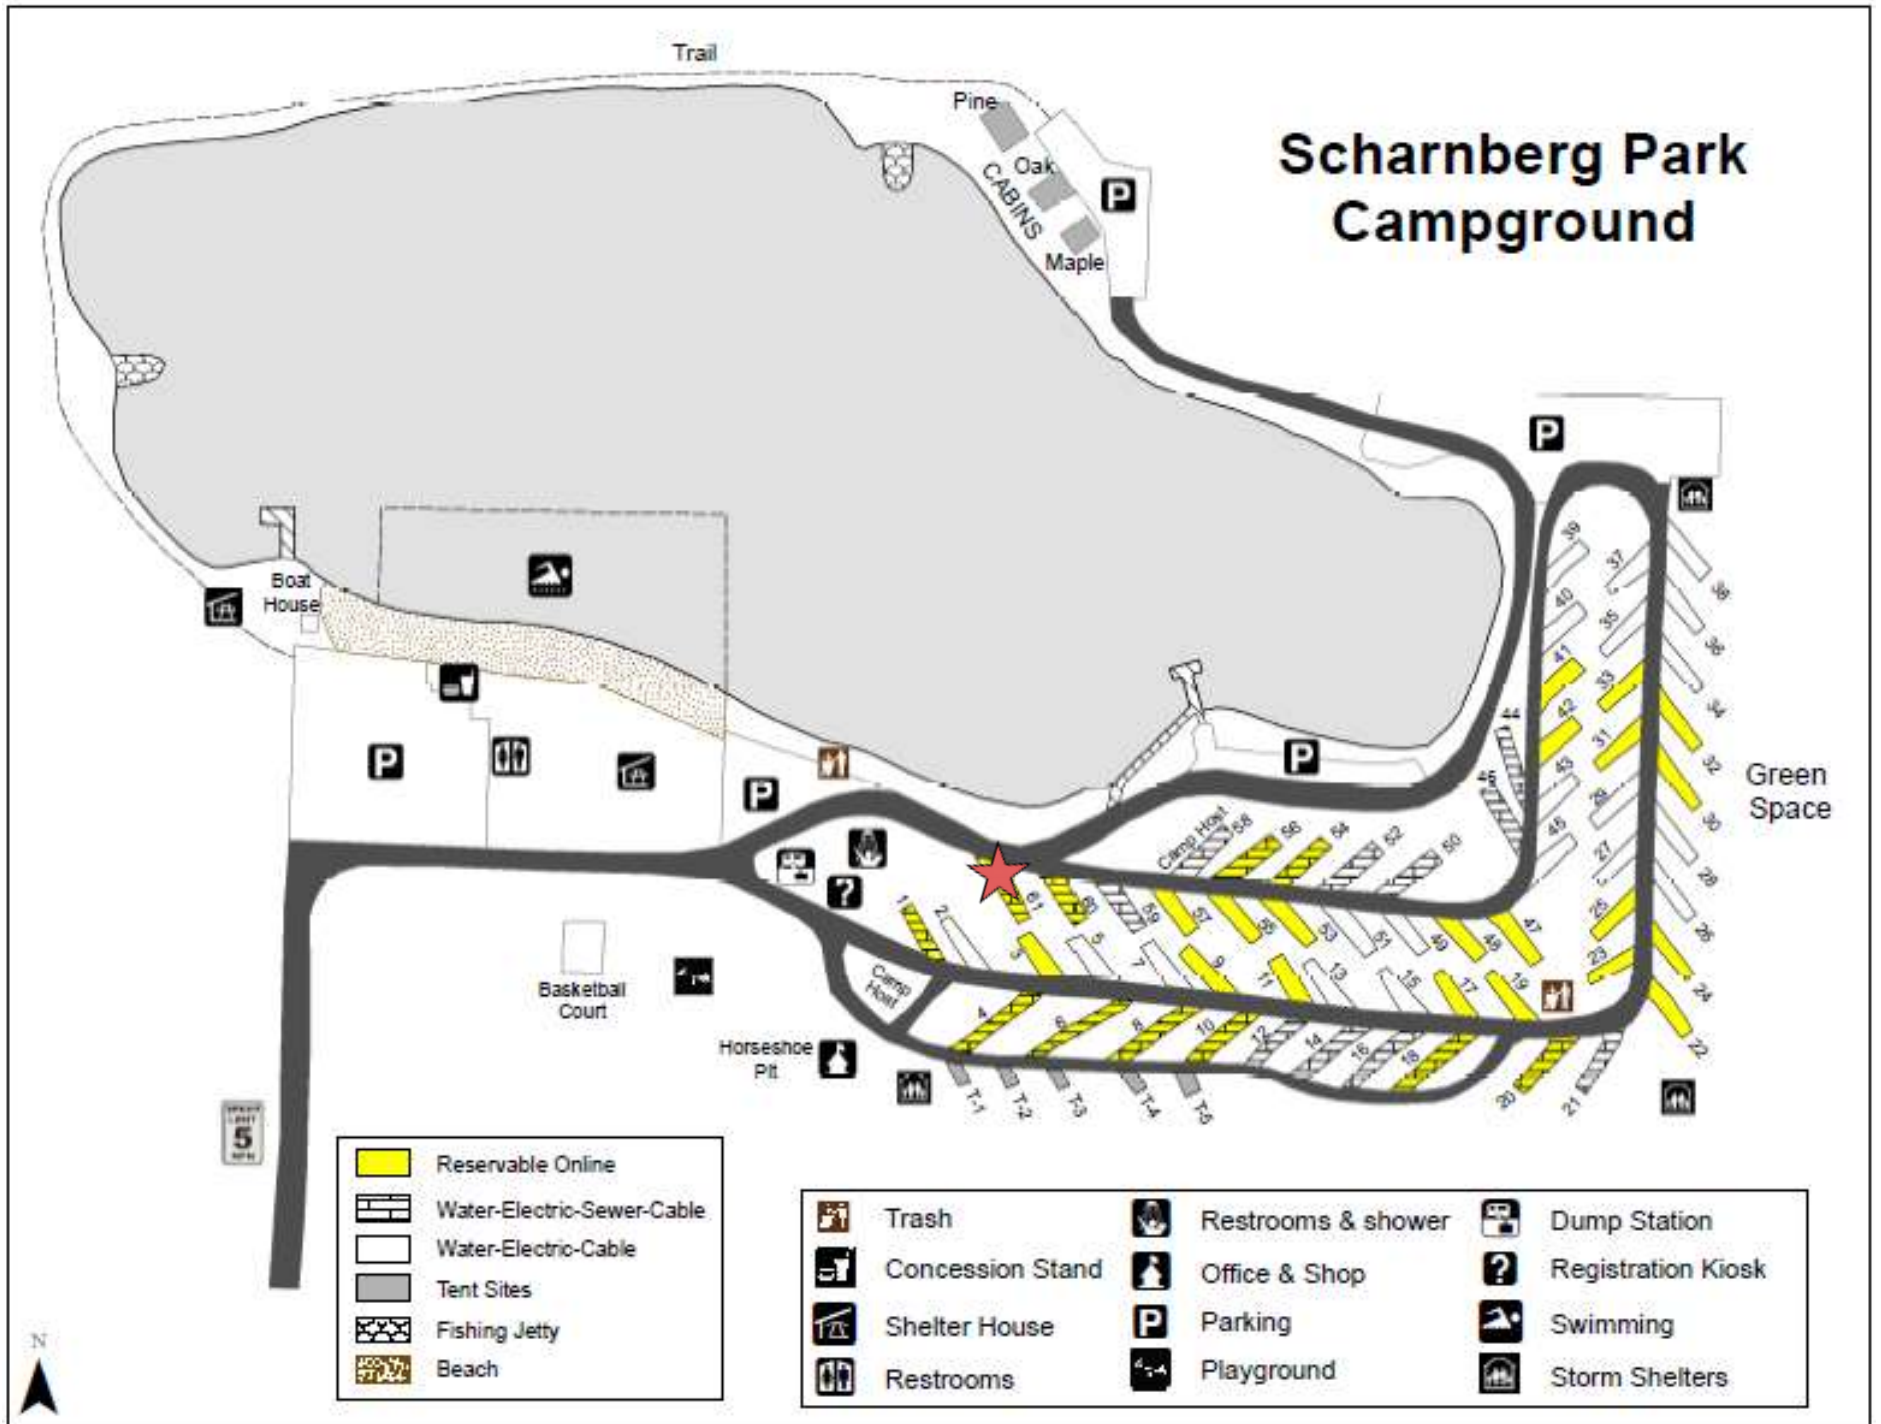 Trail
Scharnberg Park
Campground
Pine
Oak
CABINS
Maple
P
P
Boat
House
P
P
P
Green
Space
Basketball
Court
Camp
Host
Camp Host
Horseshoe
Pit
?
1
2
3
4
5
6
7
8
9
10
11
12
13
14
15
16
17
18
19
20
21
22
23
24
25
26
27
28
29
30
31
32
33
34
35
36
37
38
39
40
41
42
43
44
45
46
47
48
49
50
51
52
53
54
55
56
57
58
59
60
61
T-1
T-2
T-3
T-4
T-5
SPEED
LIMIT
5
MPH
N
Reservable Online
Water-Electric-Sewer-Cable
Water-Electric-Cable
Tent Sites
Fishing Jetty
Beach
Trash
Concession Stand
Shelter House
Restrooms
Restrooms & shower
Office & Shop
P Parking
Playground
Dump Station
? Registration Kiosk
Swimming
Storm Shelters